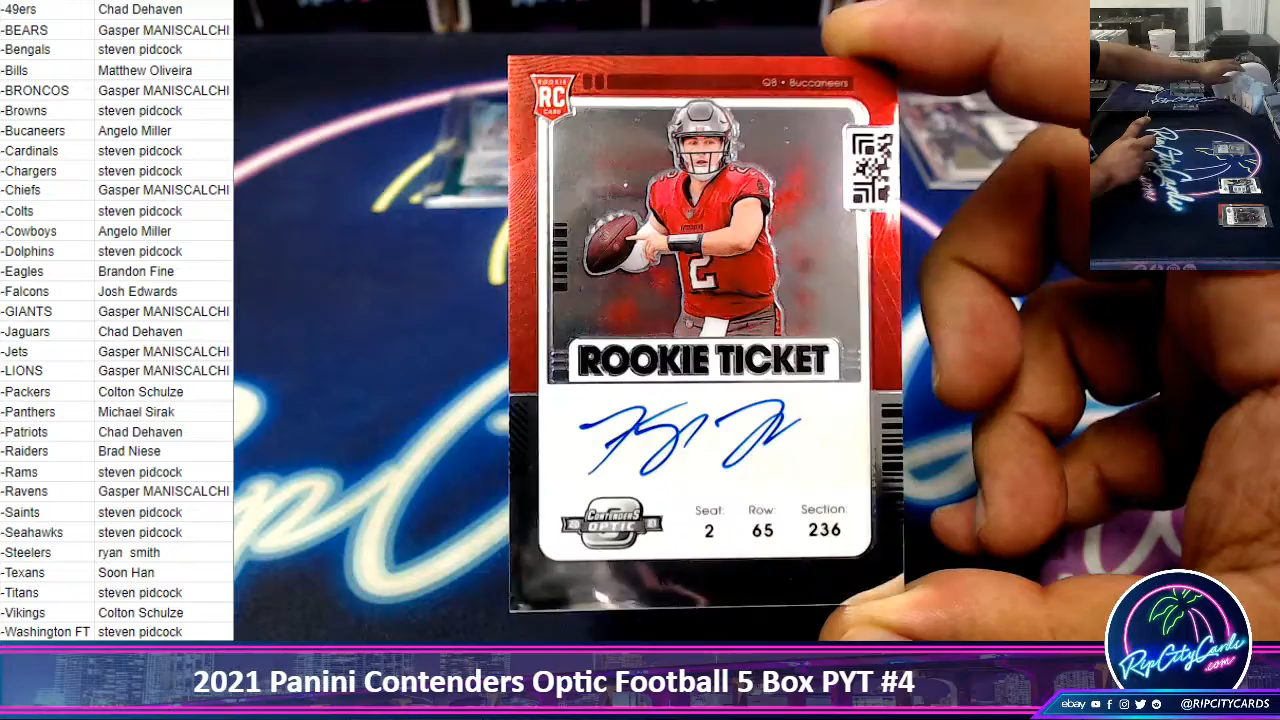 -49ers Chad Dehaven
-BEARS Gasper MANISCALCHI
-Bengals steven pidcock
-Bills Matthew Oliveira
-BRONCOS Gasper MANISCALCHI
-Browns steven pidcock
-Bucaneers Angelo Miller
-Cardinals steven pidcock
-Chargers steven pidcock
-Chiefs Gasper MANISCALCHI
-Colts steven pidcock
-Cowboys Angelo Miller
-Dolphins steven pidcock
-Eagles Brandon Fine
-Falcons Josh Edwards
-GIANTS Gasper MANISCALCHI
-Jaguars Chad Dehaven
-Jets Gasper MANISCALCHI
-LIONS Gasper MANISCALCHI
-Packers Colton Schulze
-Panthers Michael Sirak
-Patriots Chad Dehaven
-Raiders Brad Niese
-Rams steven pidcock
-Ravens Gasper MANISCALCHI
-Saints steven pidcock
-Seahawks steven pidcock
-Steelers ryan smith
-Texans Soon Han
-Titans steven pidcock
-Vikings Colton Schulze
-Washington FT steven pidcock
QB • Buccaneers
ROOKIE
RC
CARD
2
ROOKIE TICKET
CONTENDERS
OPTIC
Seat: Row: Section:
2 65 236
RipCityCards
.com
2021 Panini Contenders Optic Football 5 Box PYT #4
ebay @RIPCITYCARDS